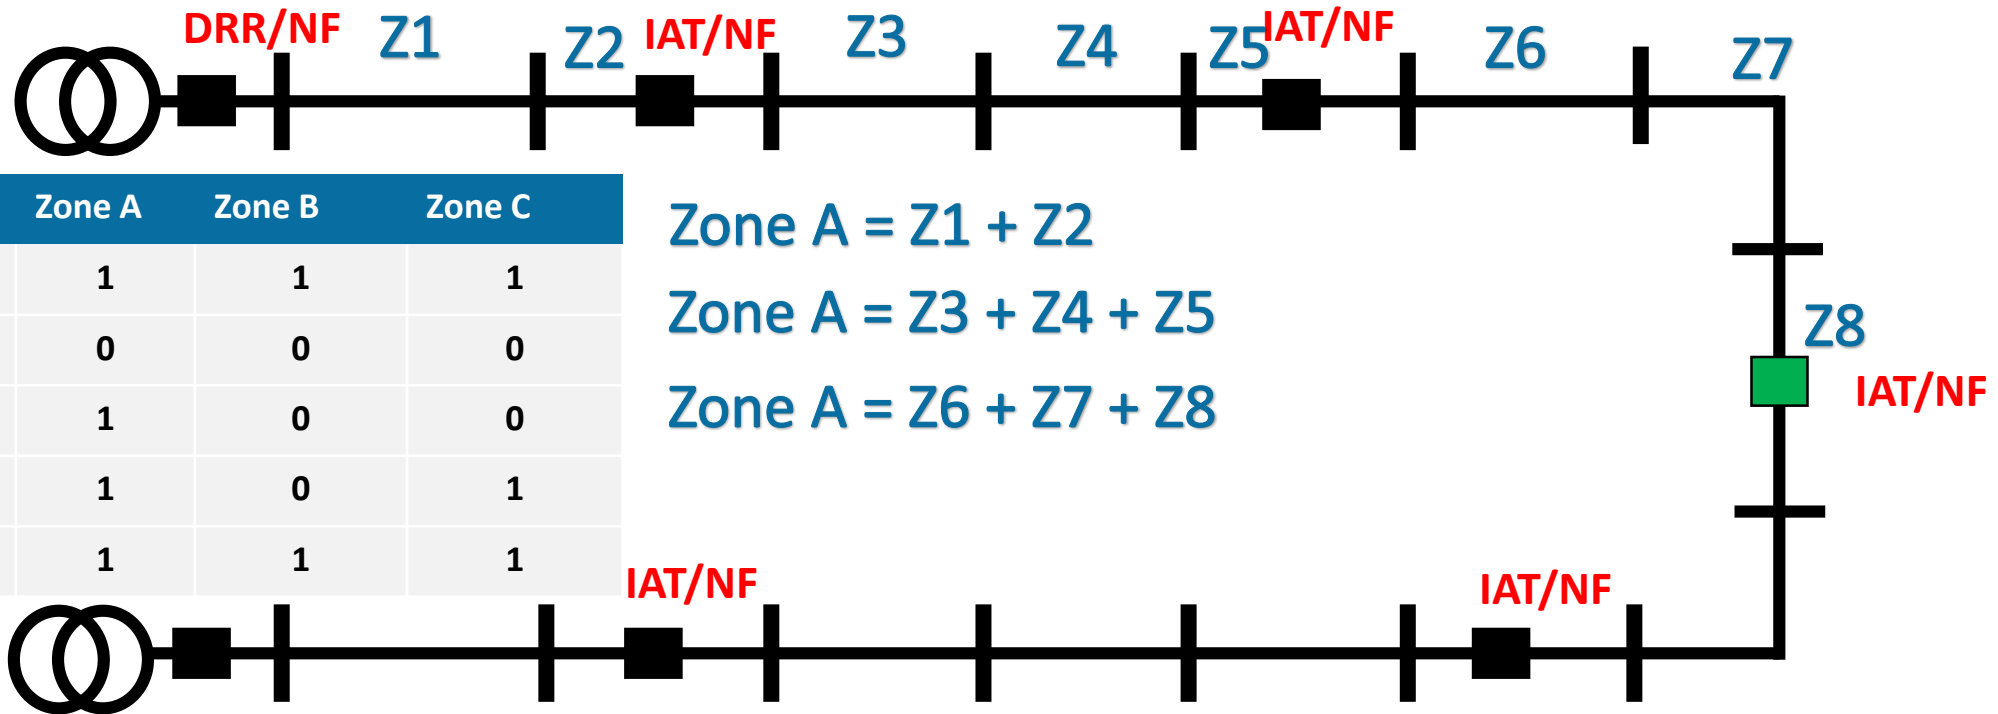 DRR/NF Z1 Z2 IAT/NF Z3 Z4 Z5 IAT/NF Z6 Z7
Zone A Zone B Zone C
1 1 1
0 0 0
1 0 0
1 0 1
1 1 1
Zone A = Z1 + Z2
Zone A = Z3 + Z4 + Z5
Zone A = Z6 + Z7 + Z8
Z8
IAT/NF
IAT/NF
IAT/NF